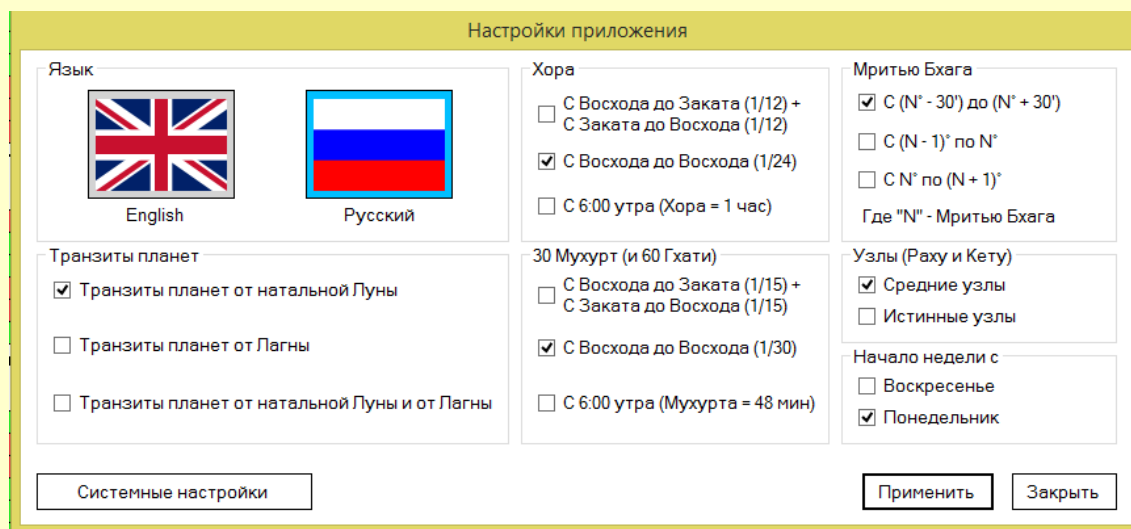 Настройки приложения
Язык
English
Русский
Транзиты планет
Транзиты планет от натальной Луны
Транзиты планет от Лагны
Транзиты планет от натальной Луны и от Лагны
Хора
С Восхода до Заката (1/12) +
С Заката до Восхода (1/12)
С Восхода до Восхода (1/24)
С 6:00 утра (Хора = 1 час)
30 Мухурт (и 60 Гхати)
С Восхода до Заката (1/15) +
С Заката до Восхода (1/15)
С Восхода до Восхода (1/30)
С 6:00 утра (Мухурта = 48 мин)
Мритью Бхага
С (N° - 30') до (N° + 30')
С (N - 1)° по N°
С N° по (N + 1)°
Где "N" - Мритью Бхага
Узлы (Раху и Кету)
Средние узлы
Истинные узлы
Начало недели с
Воскресенье
Понедельник
Системные настройки
Применить
Закрыть